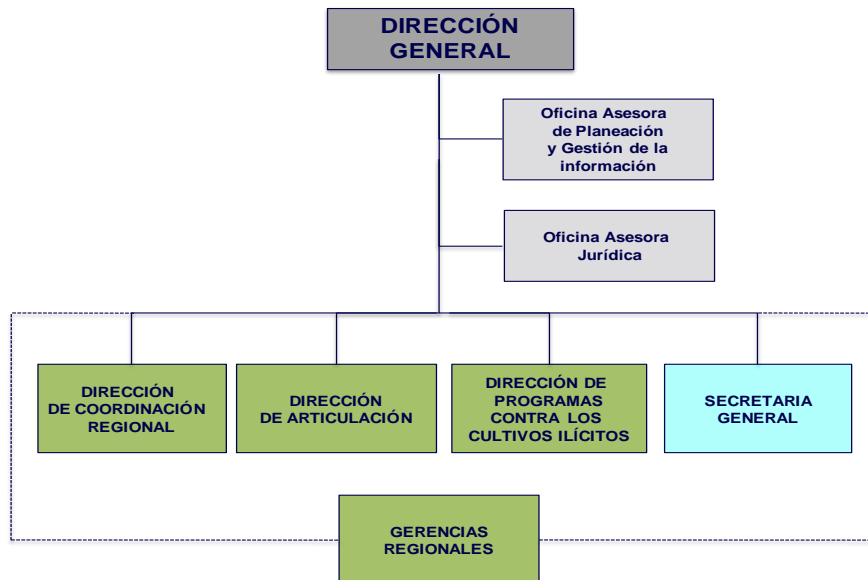 DIRECCIÓN
GENERAL
Oficina Asesora
de Planeación
y Gestión de la
información
Oficina Asesora
Jurídica
DIRECCIÓN
DE COORDINACIÓN
REGIONAL
DIRECCIÓN
DE ARTICULACIÓN
DIRECCIÓN DE
PROGRAMAS
CONTRA LOS
CULTIVOS ILÍCITOS
SECRETARIA
GENERAL
GERENCIAS
REGIONALES